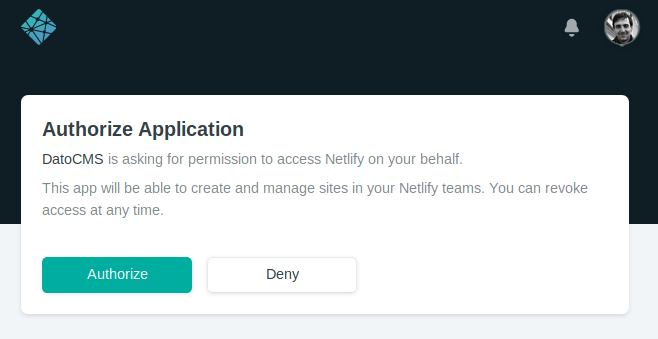 Authorize Application
DatoCMS is asking for permission to access Netlify on your behalf.
This app will be able to create and manage sites in your Netlify teams. You can revoke
access at any time.
Authorize
Deny